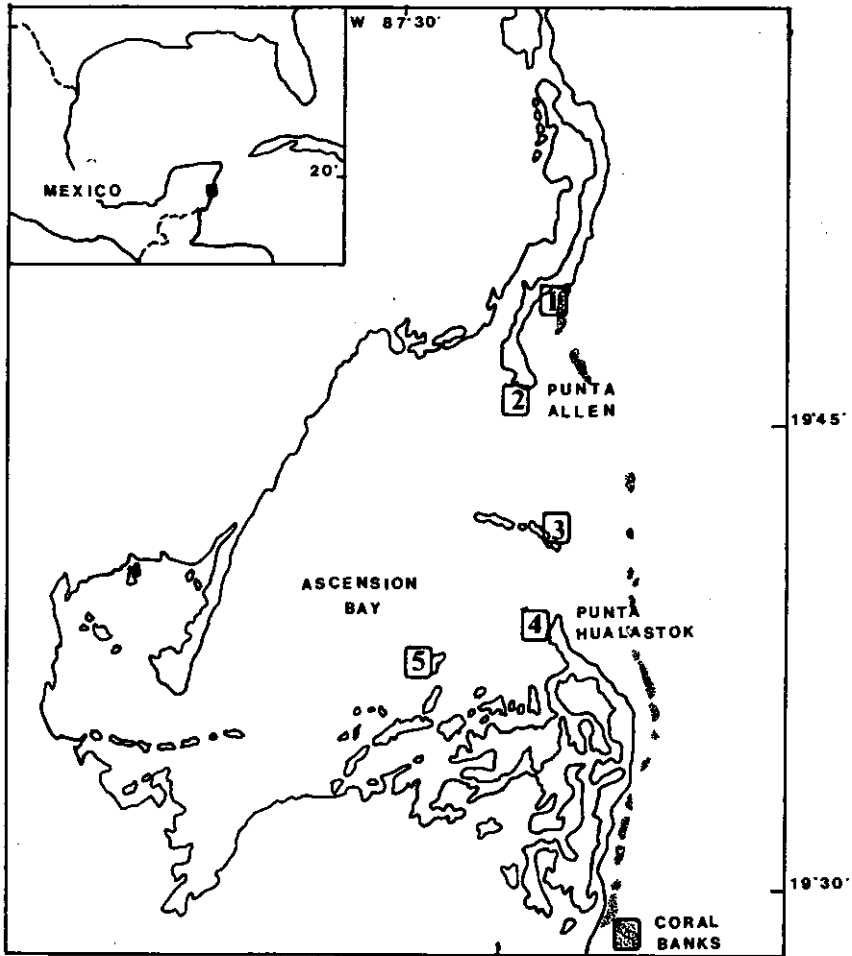 W 87°30'
20°
MEXICO
1
PUNTA
2
ALLEN
19°45'
3
ASCENSION
BAY
PUNTA
4
HUALASTOK
5
19°30'
CORAL
BANKS